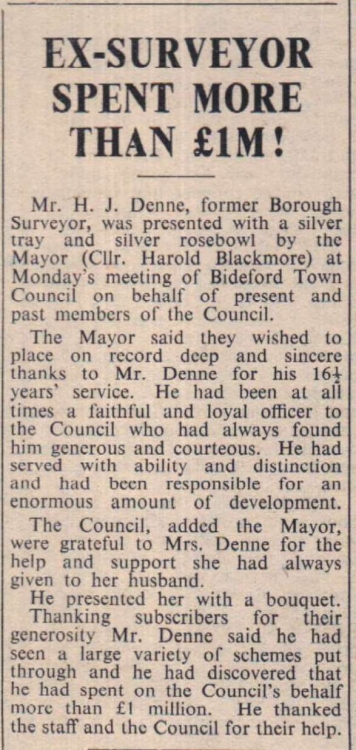 EX-SURVEYOR
SPENT MORE
THAN £1M!
Mr. H. J. Denne, former Borough
Surveyor, was presented with a silver
tray and silver rosebowl by the
Mayor (Cllr. Harold Blackmore) at
Monday's meeting of Bideford Town
Council on behalf of present and
past members of the Council.
The Mayor said they wished to
place on record deep and sincere
thanks to Mr. Denne for his 16½
years' service. He had been at all
times a faithful and loyal officer to
the Council who had always found
him generous and courteous. He had
served with ability and distinction
and had been responsible for an
enormous amount of development.
The Council, added the Mayor,
were grateful to Mrs. Denne for the
help and support she had always
given to her husband.
He presented her with a bouquet.
Thanking subscribers for their
generosity Mr. Denne said he had
seen a large variety of schemes put
through and he had discovered that
he had spent on the Council's behalf
more than £1 million. He thanked
the staff and the Council for their help.